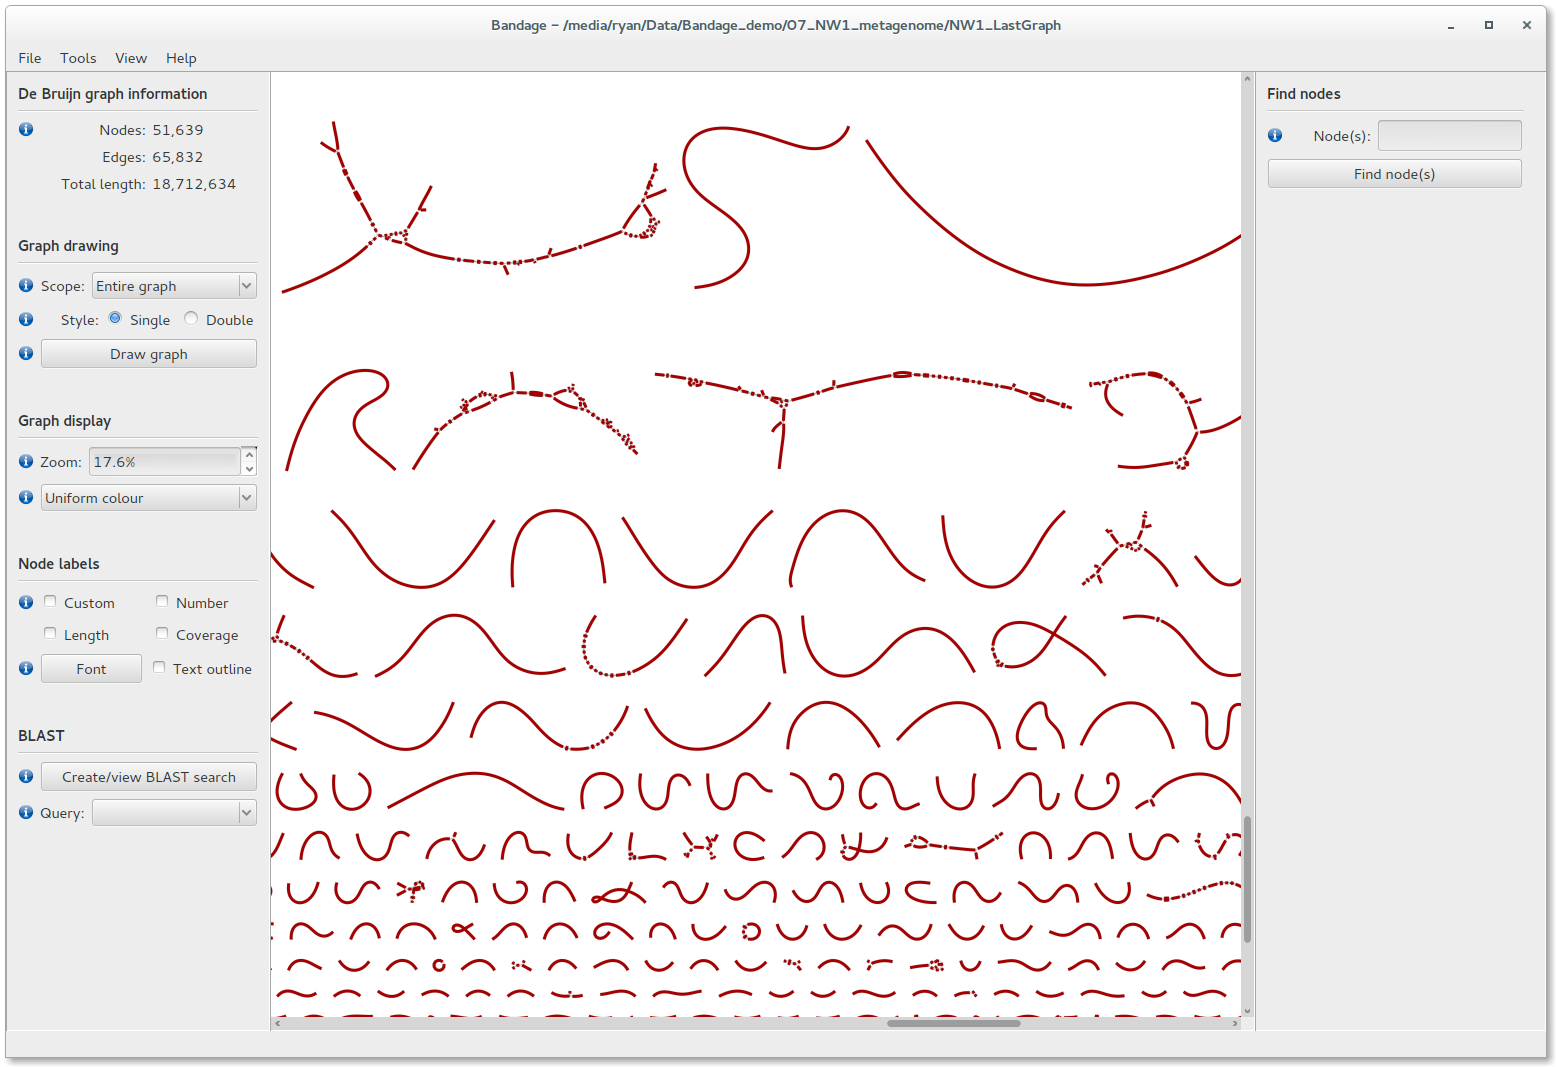 Bandage – /media/ryan/Data/Bandage_demo/07_NW1_metagenome/NW1_LastGraph
File Tools View Help
De Bruijn graph information
Nodes: 51,639
Edges: 65,832
Total length: 18,712,634
Graph drawing
Scope: Entire graph
Style: Single Double
Draw graph
Graph display
Zoom: 17.6%
Uniform colour
Node labels
Custom Number
Length Coverage
Font Text outline
BLAST
Create/view BLAST search
Query:
Find nodes
Node(s):
Find node(s)